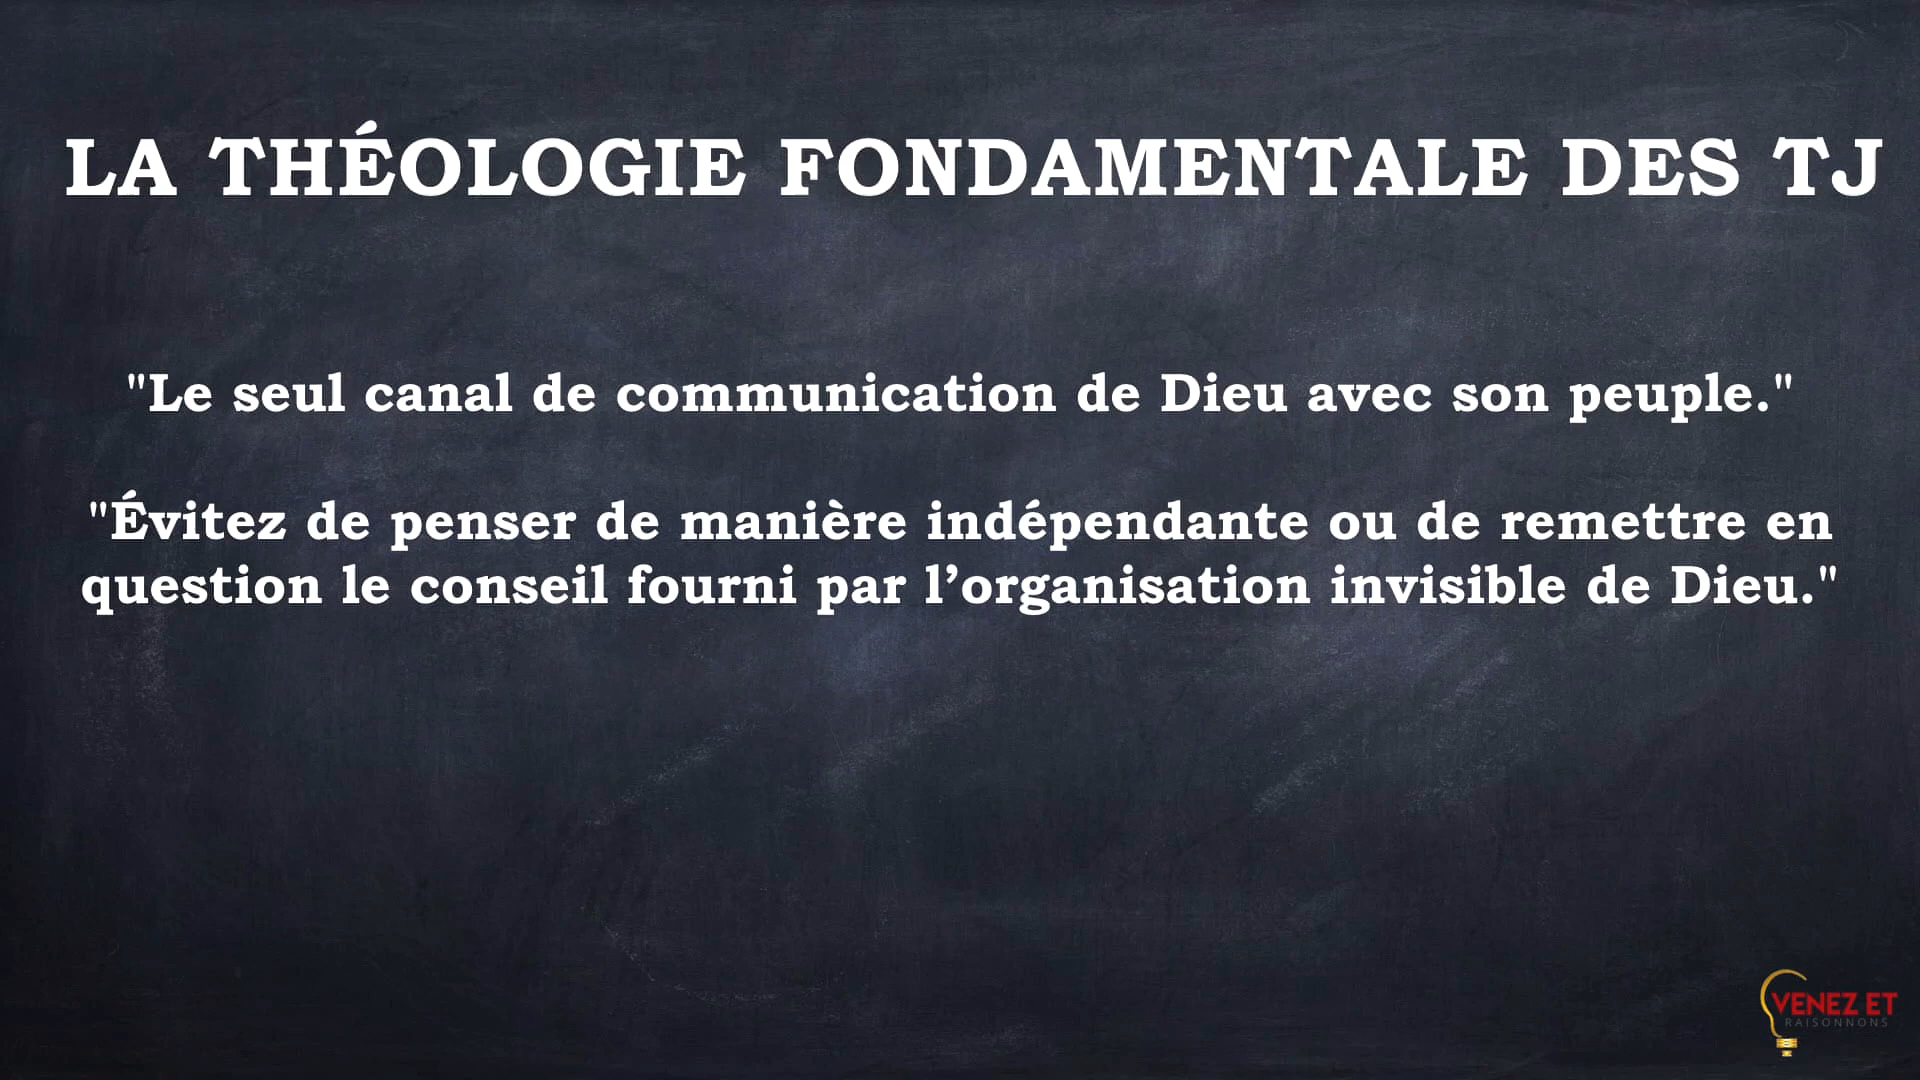 LA THÉOLOGIE FONDAMENTALE DES TJ
"Le seul canal de communication de Dieu avec son peuple."
"Évitez de penser de manière indépendante ou de remettre en
question le conseil fourni par l’organisation invisible de Dieu."
VENEZ ET
RAISONNONS